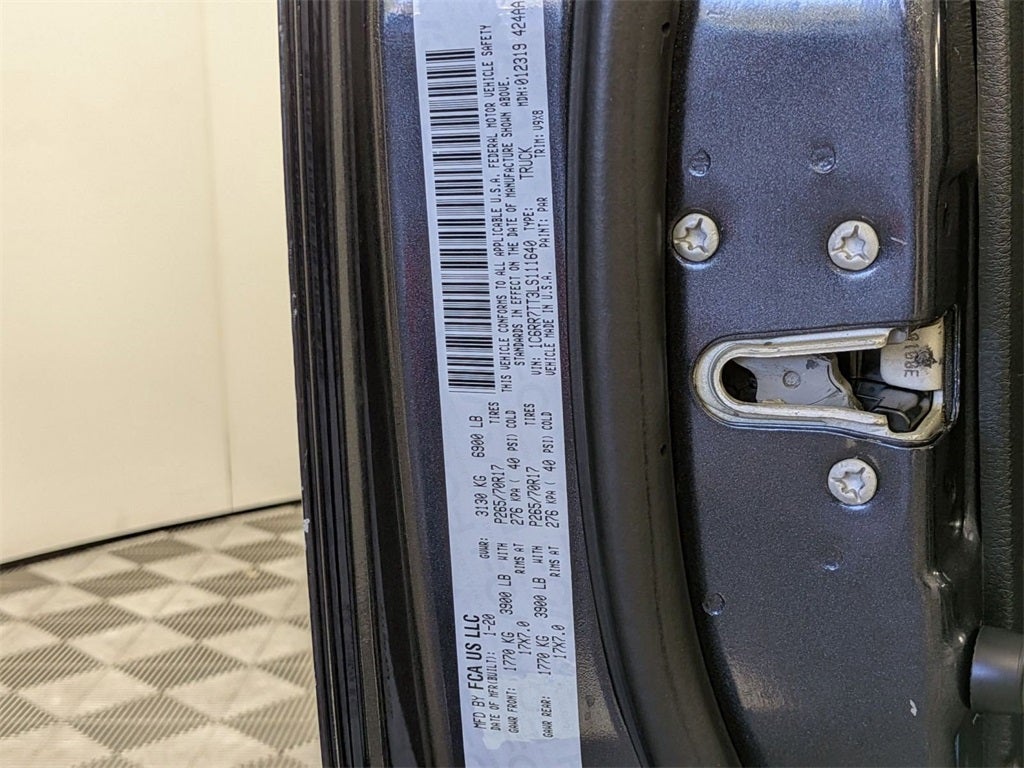 MFD BY FCA US LLC
DATE OF MFR(BUILT): 1-20 GVWR: 3130 KG 6900 LB
GAWR FRONT: 1770 KG 3900 LB WITH P265/70R17 TIRES
17X7.0 RIMS AT 276 KPA ( 40 PSI) COLD
GAWR REAR: 1770 KG 3900 LB WITH P265/70R17 TIRES
17X7.0 RIMS AT 276 KPA ( 40 PSI) COLD
THIS VEHICLE CONFORMS TO ALL APPLICABLE U.S.A. FEDERAL MOTOR VEHICLE SAFETY
STANDARDS IN EFFECT ON THE DATE OF MANUFACTURE SHOWN ABOVE.
VIN: 1C6RR7TT3LS111640 TYPE: TRUCK MDH:012319 424AA
VEHICLE MADE IN U.S.A. PAINT: PAR TRIM: V9X8